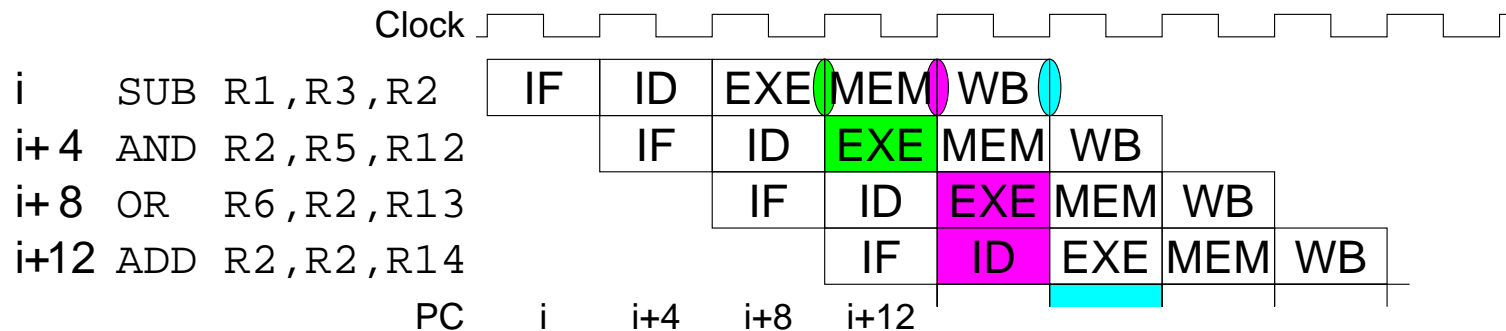 Clock
i SUB R1,R3,R2 IF ID EXE MEM WB
i+4 AND R2,R5,R12 IF ID EXE MEM WB
i+8 OR R6,R2,R13 IF ID EXE MEM WB
i+12 ADD R2,R2,R14 IF ID EXE MEM WB
PC i i+4 i+8 i+12